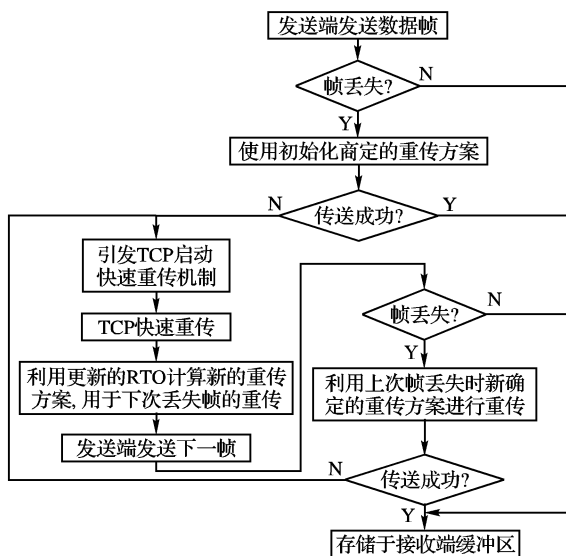 发送端发送数据帧
帧丢失?
N
Y
使用初始化商定的重传方案
N
传送成功?
Y
引发TCP启动
快速重传机制
帧丢失?
N
TCP快速重传
Y
利用更新的RTO计算新的重传
方案, 用于下次丢失帧的重传
利用上次帧丢失时新确
定的重传方案进行重传
发送端发送下一帧
N
传送成功?
Y
存储于接收端缓冲区